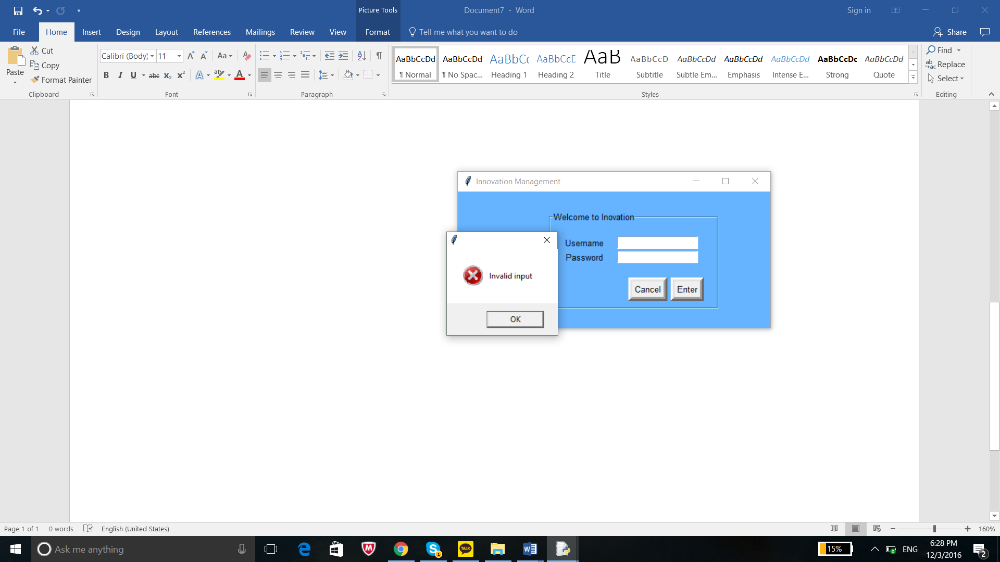 Picture Tools
Document7 - Word
Sign in
File Home Insert Design Layout References Mailings Review View Format Tell me what you want to do Share
Paste
Cut
Copy
Format Painter
Clipboard
Calibri (Body) 11 Aa
B I U abc X₂ X² A aby A
Font
A Z ¶
Paragraph
AaBbCcDd AaBbCcDd AaBbCc AaBbCcD AaB AaBbCcD AaBbCcDd AaBbCcDd AaBbCcDd AaBbCcDc AaBbCcDd
¶ Normal ¶ No Spac... Heading 1 Heading 2 Title Subtitle Subtle Em... Emphasis Intense E... Strong Quote
Styles
Find
Replace
Select
Editing
Innovation Management
Welcome to Inovation
Username
Password
Cancel Enter
Invalid input
OK
Page 1 of 1 0 words English (United States)
160%
Ask me anything
TALK
1
15%
ENG
6:28 PM
12/3/2016
2